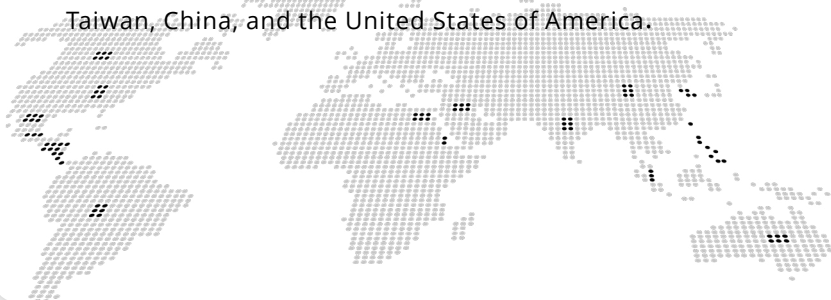 Taiwan, China, and the United States of America.